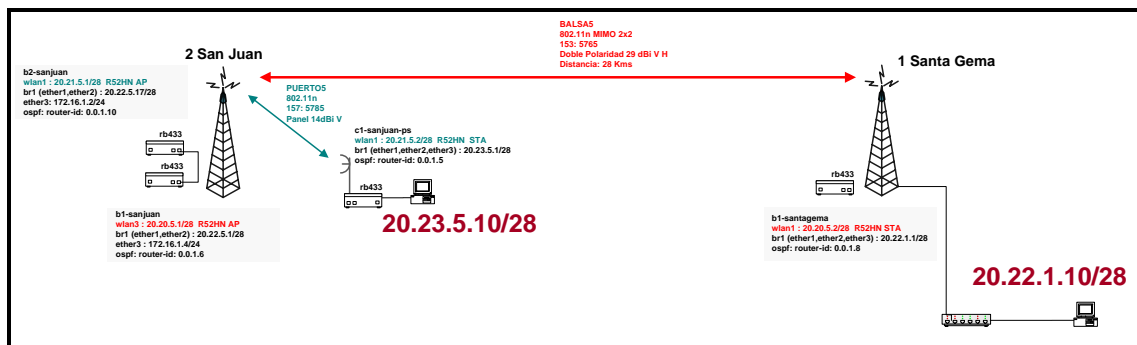 BALSA5
802.11n MIMO 2x2
153: 5765
Doble Polaridad 29 dBi V H
Distancia: 28 Kms
2 San Juan
1 Santa Gema
b2-sanjuan
wlan1 : 20.21.5.1/28 R52HN AP
br1 (ether1,ether2) : 20.22.5.17/28
ether3: 172.16.1.2/24
ospf: router-id: 0.0.1.10
PUERTO5
802.11n
157: 5785
Panel 14dBi V
c1-sanjuan-ps
wlan1 : 20.21.5.2/28 R52HN STA
br1 (ether1,ether2,ether3) : 20.23.5.1/28
ospf: router-id: 0.0.1.5
rb433
rb433
rb433
rb433
20.23.5.10/28
b1-sanjuan
wlan3 : 20.20.5.1/28 R52HN AP
br1 (ether1,ether2) : 20.22.5.1/28
ether3 : 172.16.1.4/24
ospf: router-id: 0.0.1.6
b1-santagema
wlan1 : 20.20.5.2/28 R52HN STA
br1 (ether1,ether2,ether3) : 20.22.1.1/28
ospf: router-id: 0.0.1.8
20.22.1.10/28